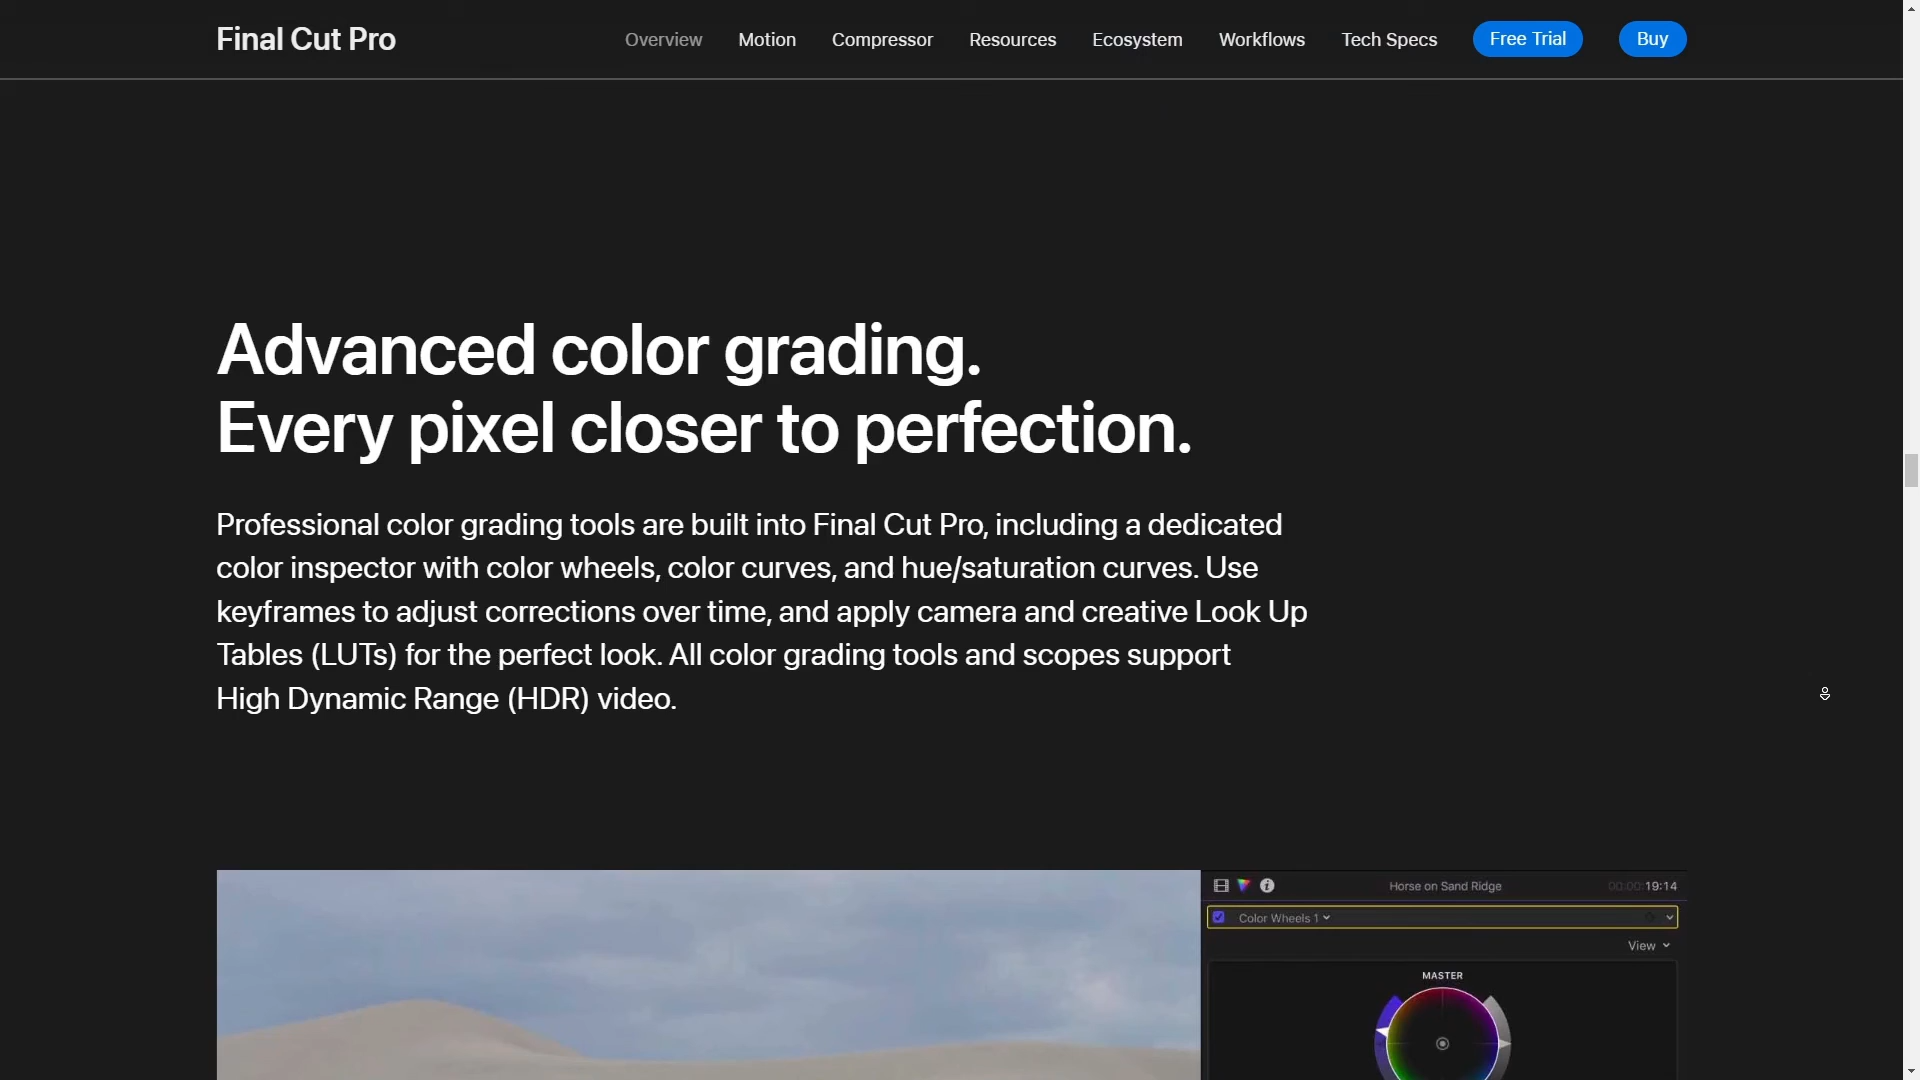 Final Cut Pro
Overview Motion Compressor Resources Ecosystem Workflows Tech Specs Free Trial Buy
Advanced color grading.
Every pixel closer to perfection.
Professional color grading tools are built into Final Cut Pro, including a dedicated
color inspector with color wheels, color curves, and hue/saturation curves. Use
keyframes to adjust corrections over time, and apply camera and creative Look Up
Tables (LUTs) for the perfect look. All color grading tools and scopes support
High Dynamic Range (HDR) video.
Horse on Sand Ridge 00:00:19:14
Color Wheels 1
View
MASTER